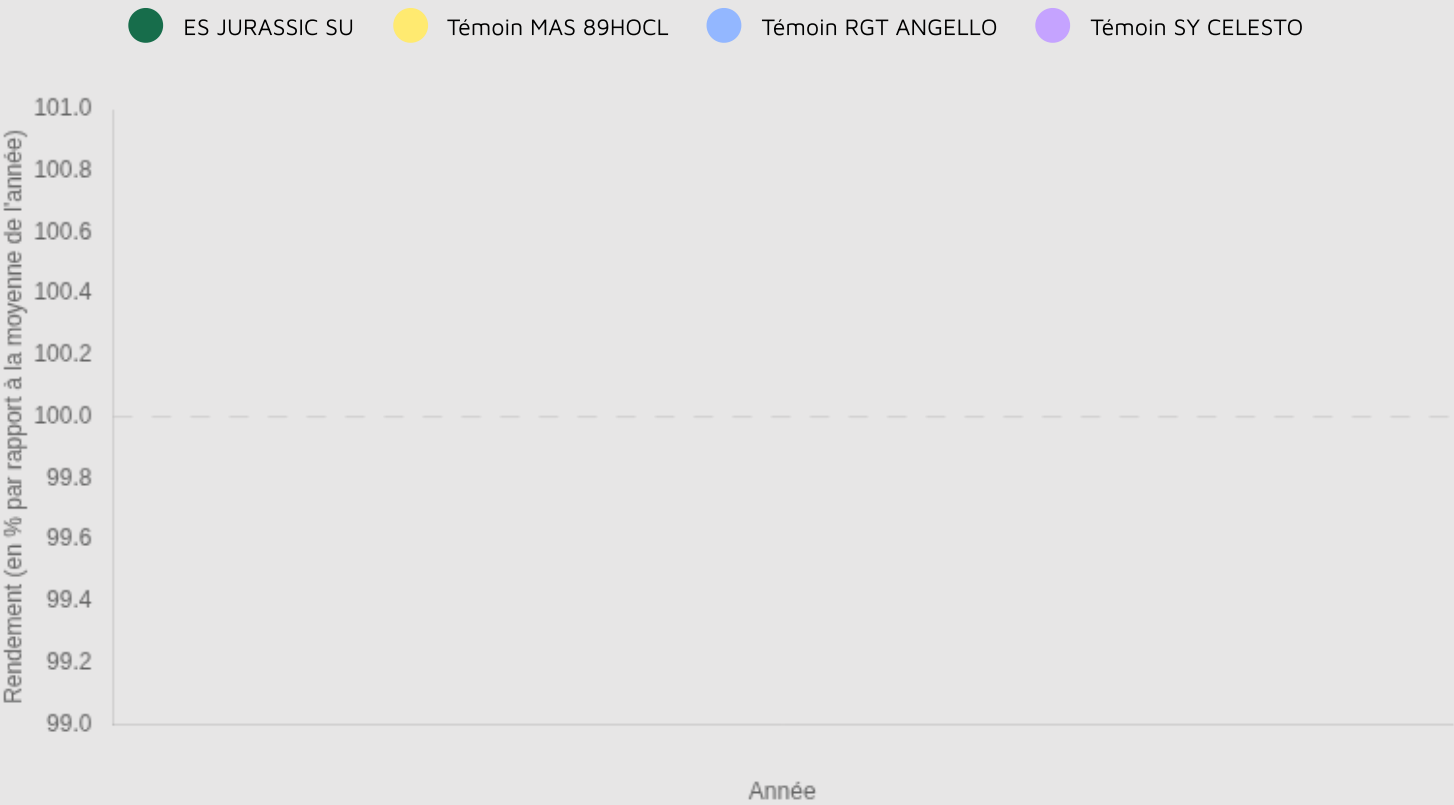 ES JURASSIC SU
Témoin MAS 89HOCL
Témoin RGT ANGELLO
Témoin SY CELESTO
Rendement (en % par rapport à la moyenne de l'année)
101.0
100.8
100.6
100.4
100.2
100.0
99.8
99.6
99.4
99.2
99.0
Année